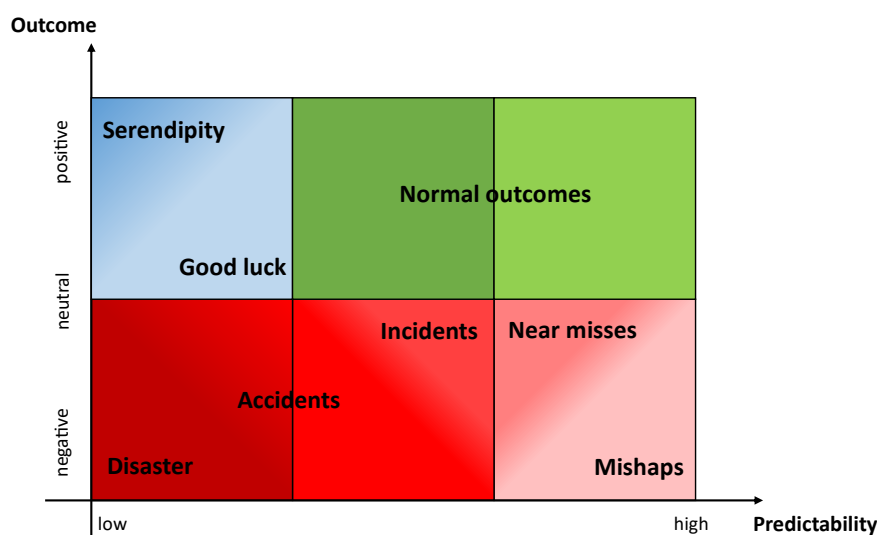 Outcome
positive
neutral
negative
Serendipity
Good luck
Normal outcomes
Incidents
Near misses
Accidents
Disaster
Mishaps
low
high
Predictability